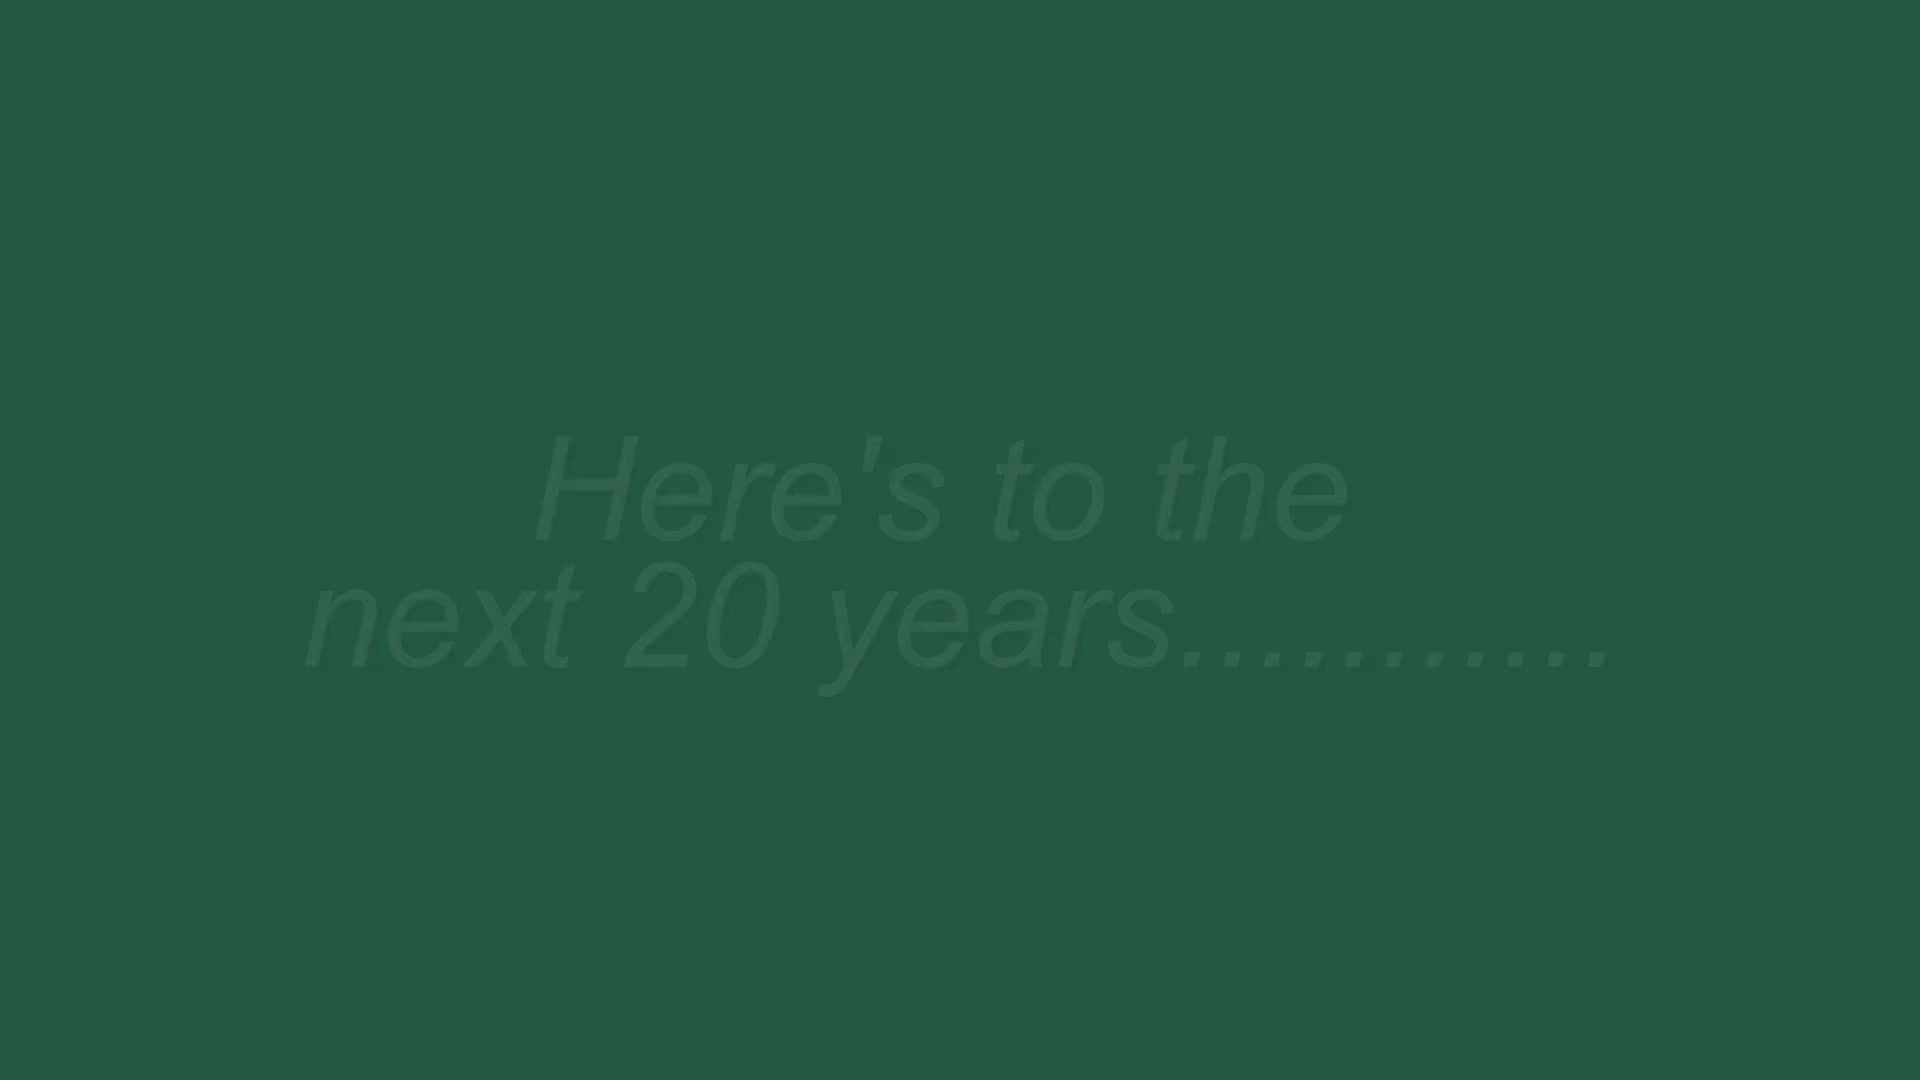 Here's to the
next 20 years...........